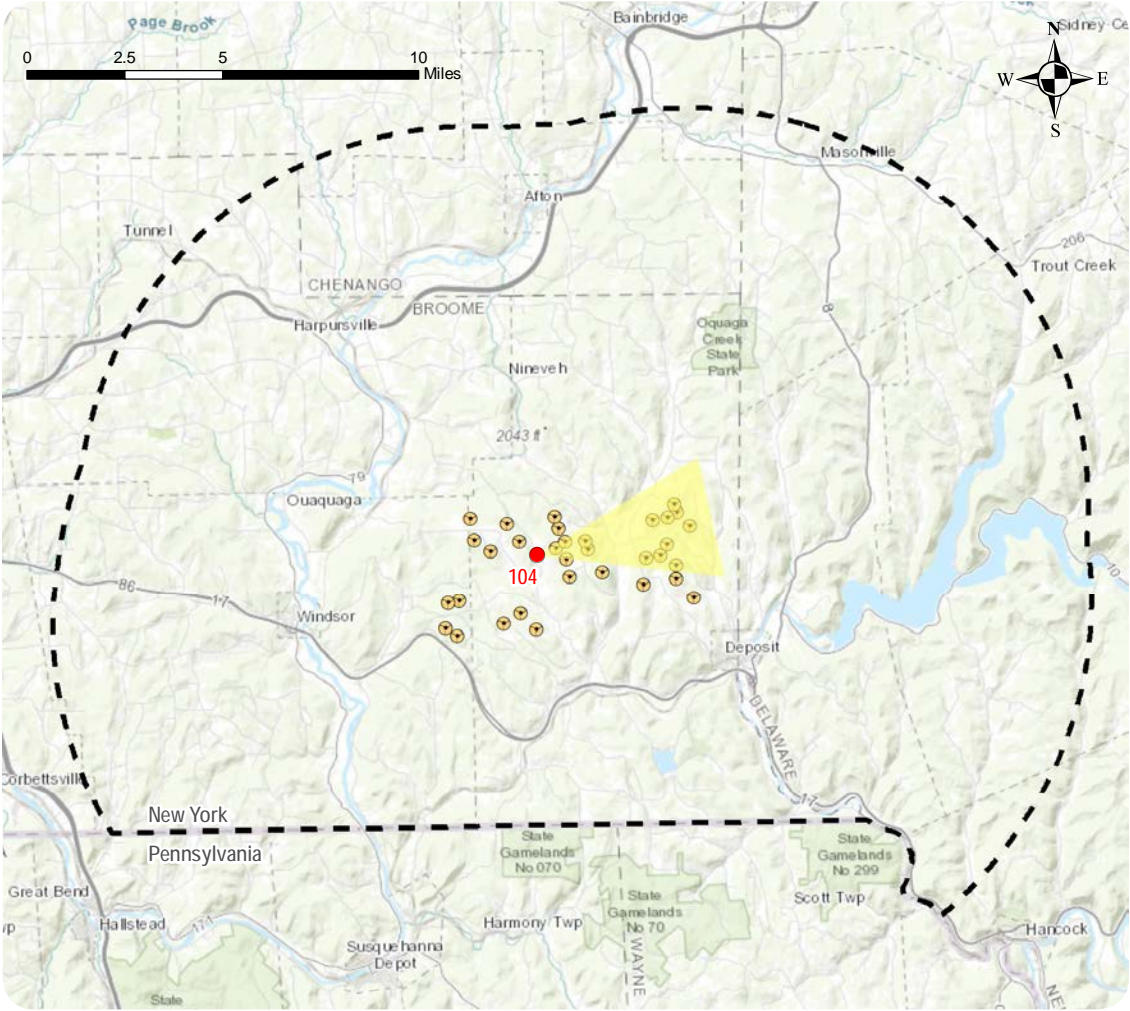 Page Brook
Bainbridge
Sidney Ce
0 2.5 5 10
Miles
N
W E
S
Masonville
Afton
Tunnel
206
Trout Creek
CHENANGO
BROOME
8
Harpursville
Oquaga
Creek
State
Park
Nineveh
2043 ft
79
Ouaquaga
104
86
17
10
Windsor
Deposit
DELAWARE
17
Corbettsvill
New York
Pennsylvania
State
Gamelands
No 070
State
Gamelands
No 299
Great Bend
State
Gamelands
No 70
Scott Twp
Hallstead
171
Harmony Twp
wp
Hancock
Susquehanna
Depot
WAYNE
State